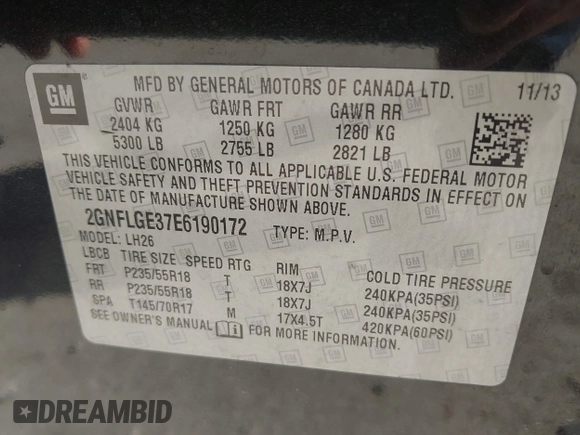 GM
MFD BY GENERAL MOTORS OF CANADA LTD. 11/13
GVWR GAWR FRT GAWR RR
2404 KG 1250 KG 1280 KG
5300 LB 2755 LB 2821 LB
THIS VEHICLE CONFORMS TO ALL APPLICABLE U.S. FEDERAL MOTOR
VEHICLE SAFETY AND THEFT PREVENTION STANDARDS IN EFFECT ON
THE DATE OF MANUFACTURE SHOWN ABOVE.
2GNFLGE37E6190172 TYPE: M.P.V.
MODEL: LH26
LBCB TIRE SIZE SPEED RTG RIM COLD TIRE PRESSURE
FRT P235/55R18 T 18X7J 240KPA(35PSI)
RR P235/55R18 T 18X7J 240KPA(35PSI)
SPA T145/70R17 M 17X4.5T 420KPA(60PSI)
SEE OWNER'S MANUAL FOR MORE INFORMATION.
DREAMBID